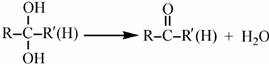 OH
R–C–R′(H)
OH
O
R–C–R′(H) + H₂O